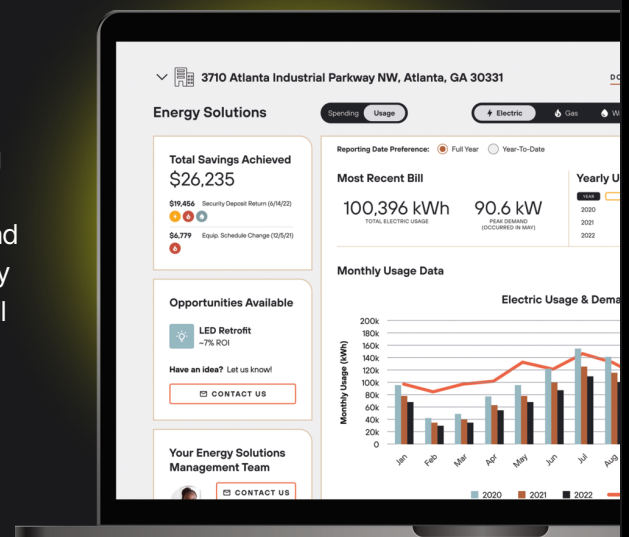 3710 Atlanta Industrial Parkway NW, Atlanta, GA 30331
Energy Solutions
Spending Usage
Electric Gas
Total Savings Achieved
$26,235
$19,456 Security Deposit Return (6/14/22)
$6,779 Equip. Schedule Change (12/5/21)
Opportunities Available
LED Retrofit
~7% ROI
Have an idea? Let us know!
CONTACT US
Your Energy Solutions
Management Team
CONTACT US
Reporting Date Preference: Full Year Year-To-Date
Most Recent Bill
100,396 kWh
TOTAL ELECTRIC USAGE
90.6 kW
PEAK DEMAND
(OCCURRED IN MAY)
Yearly U
YEAR
2020
2021
2022
Monthly Usage Data
Electric Usage & Dema
Monthly Usage (kWh)
200k
180k
160k
140k
120k
100k
80k
60k
40k
20k
0
Jan Feb Mar Apr May Jun Jul Aug
2020 2021 2022